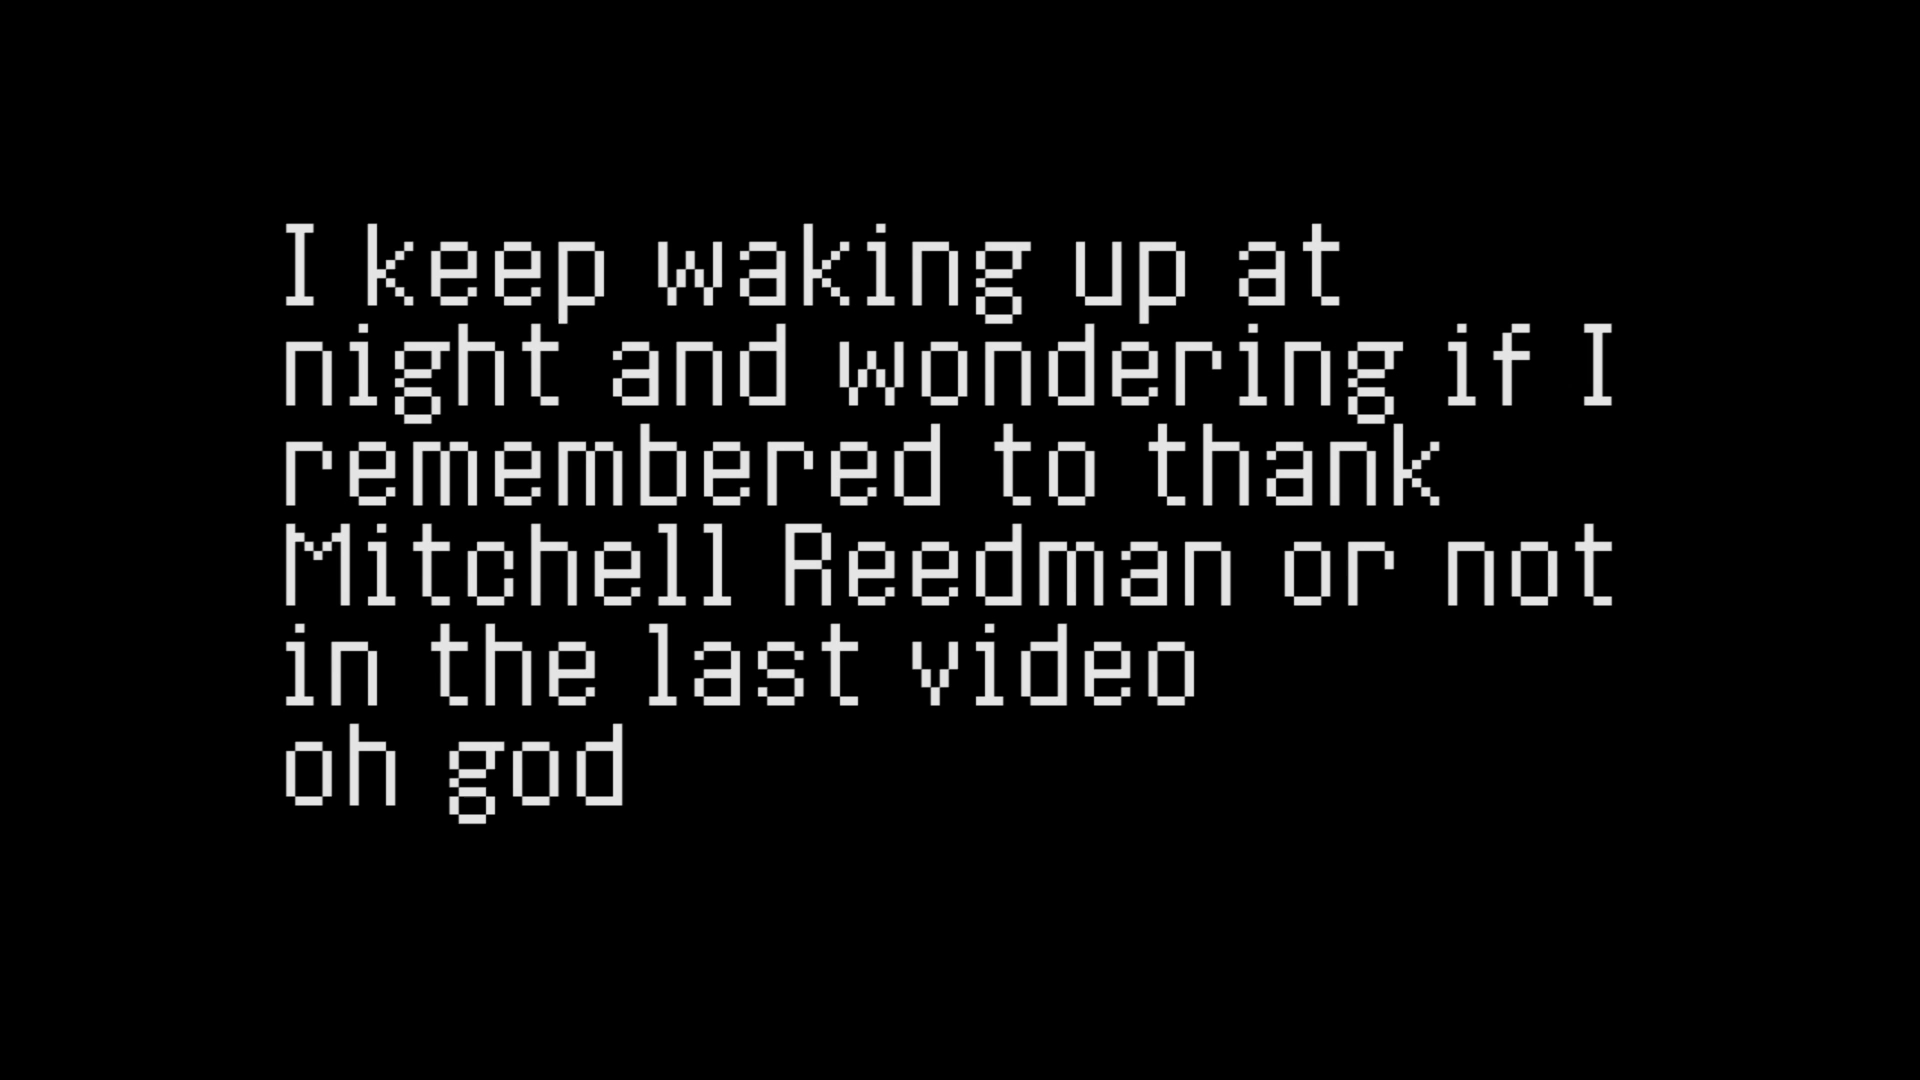 I keep waking up at
night and wondering if I
remembered to thank
Mitchell Reedman or not
in the last video
oh god